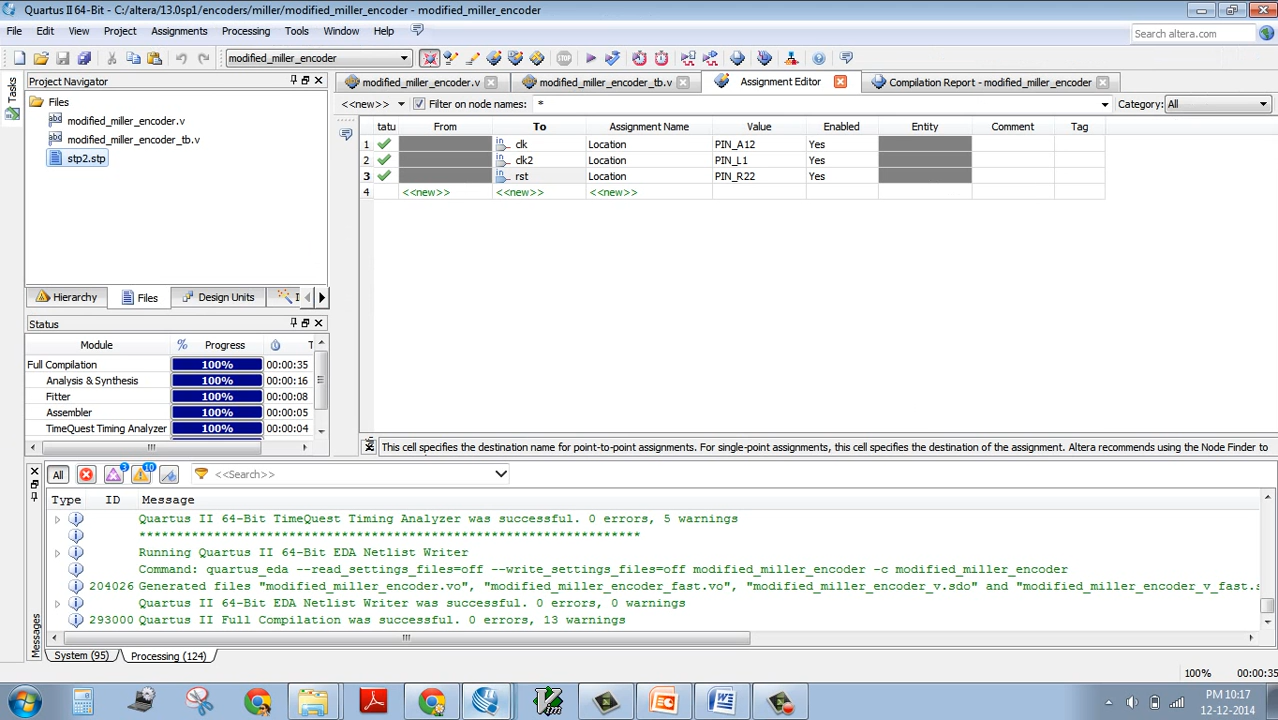 Quartus II 64-Bit - C:/altera/13.0sp1/encoders/miller/modified_miller_encoder - modified_miller_encoder
File Edit View Project Assignments Processing Tools Window Help
Search altera.com
modified_miller_encoder
Tasks
Project Navigator
Files
modified_miller_encoder.v
modified_miller_encoder_tb.v
stp2.stp
Hierarchy Files Design Units
Status
Module % Progress T
Full Compilation 100% 00:00:35
Analysis & Synthesis 100% 00:00:16
Fitter 100% 00:00:08
Assembler 100% 00:00:05
TimeQuest Timing Analyzer 100% 00:00:04
modified_miller_encoder.v modified_miller_encoder_tb.v Assignment Editor Compilation Report - modified_miller_encoder
<<new>> Filter on node names: * Category: All
tatu From To Assignment Name Value Enabled Entity Comment Tag
1 in clk Location PIN_A12 Yes
2 in clk2 Location PIN_L1 Yes
3 in rst Location PIN_R22 Yes
4 <<new>> <<new>> <<new>>
This cell specifies the destination name for point-to-point assignments. For single-point assignments, this cell specifies the destination of the assignment. Altera recommends using the Node Finder to
All 3 10 <<Search>>
Type ID Message
Quartus II 64-Bit TimeQuest Timing Analyzer was successful. 0 errors, 5 warnings
*******************************************************************
Running Quartus II 64-Bit EDA Netlist Writer
Command: quartus_eda --read_settings_files=off --write_settings_files=off modified_miller_encoder -c modified_miller_encoder
204026 Generated files "modified_miller_encoder.vo", "modified_miller_encoder_fast.vo", "modified_miller_encoder_v.sdo" and "modified_miller_encoder_v_fast.s
Quartus II 64-Bit EDA Netlist Writer was successful. 0 errors, 0 warnings
293000 Quartus II Full Compilation was successful. 0 errors, 13 warnings
Messages
System (95) Processing (124)
100% 00:00:35
PM 10:17
12-12-2014